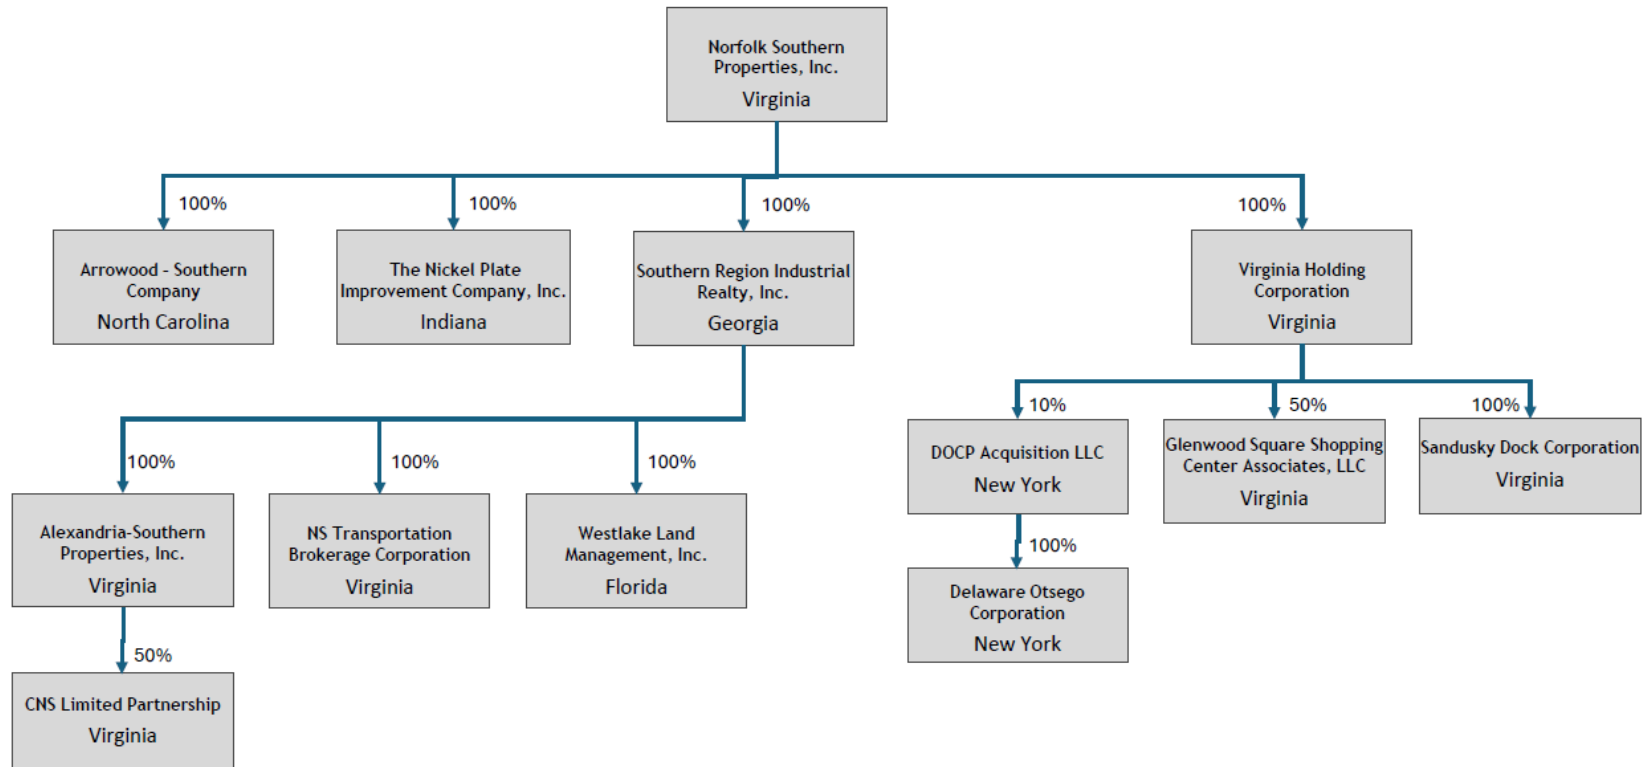 Norfolk Southern
Properties, Inc.
Virginia
100%
100%
100%
100%
Arrowood - Southern
Company
North Carolina
The Nickel Plate
Improvement Company, Inc.
Indiana
Southern Region Industrial
Realty, Inc.
Georgia
Virginia Holding
Corporation
Virginia
10%
50%
100%
DOCP Acquisition LLC
New York
Glenwood Square Shopping
Center Associates, LLC
Virginia
Sandusky Dock Corporation
Virginia
100%
100%
100%
Alexandria-Southern
Properties, Inc.
Virginia
NS Transportation
Brokerage Corporation
Virginia
Westlake Land
Management, Inc.
Florida
100%
Delaware Otsego
Corporation
New York
50%
CNS Limited Partnership
Virginia